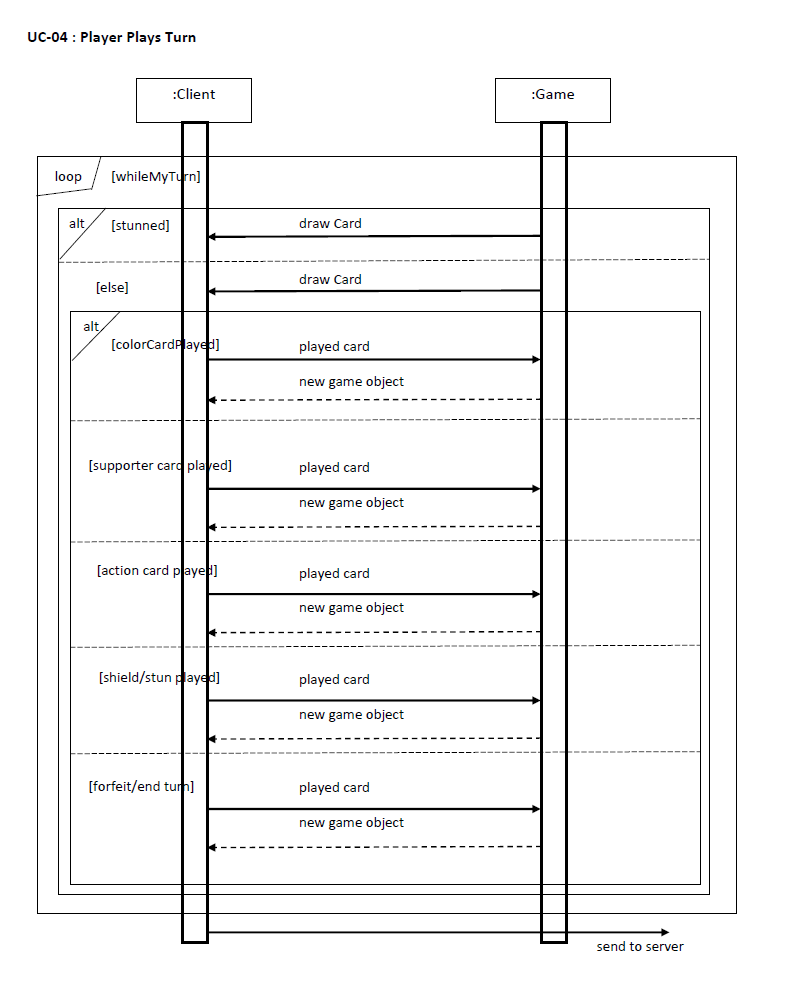 UC-04 : Player Plays Turn
:Client
:Game
loop
[whileMyTurn]
alt
[stunned]
draw Card
[else]
draw Card
alt
[colorCardPlayed]
played card
new game object
[supporter card played]
played card
new game object
[action card played]
played card
new game object
[shield/stun played]
played card
new game object
[forfeit/end turn]
played card
new game object
send to server